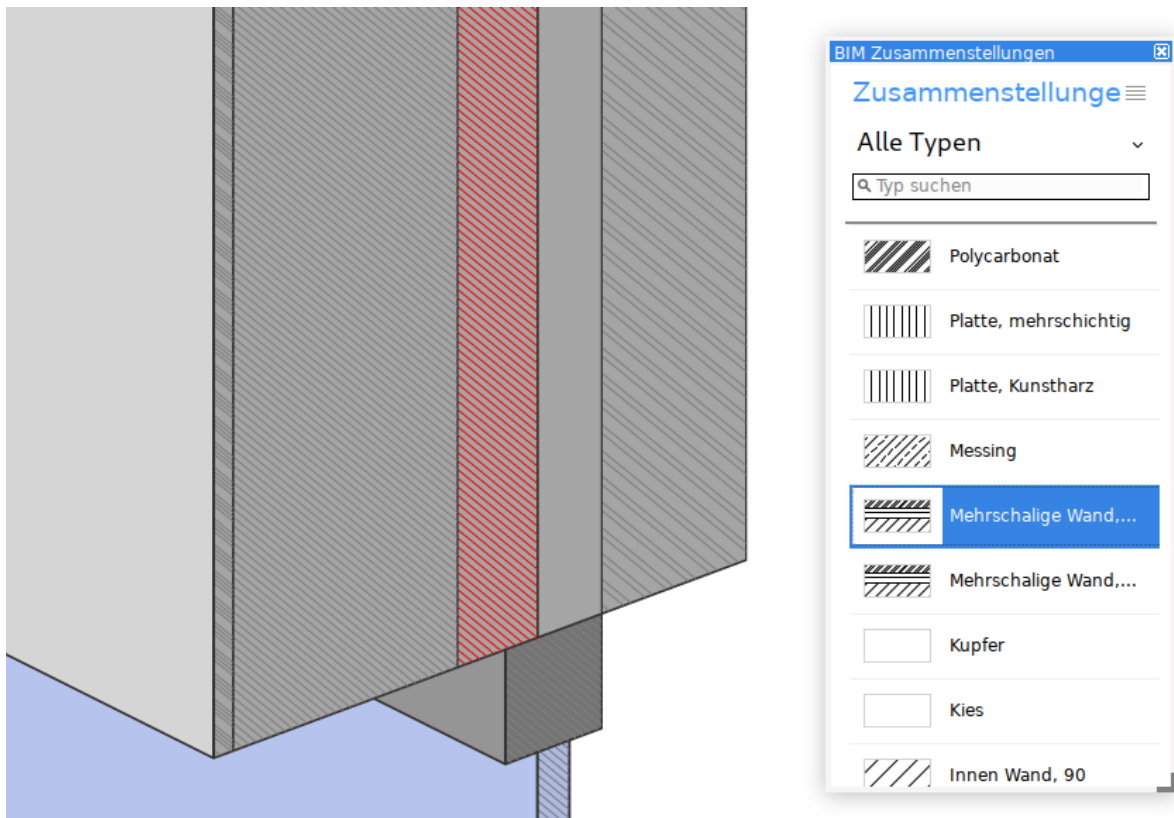 BIM Zusammenstellungen
Zusammenstellunge
Alle Typen
Typ suchen
Polycarbonat
Platte, mehrschichtig
Platte, Kunstharz
Messing
Mehrschalige Wand,...
Mehrschalige Wand,...
Kupfer
Kies
Innen Wand, 90